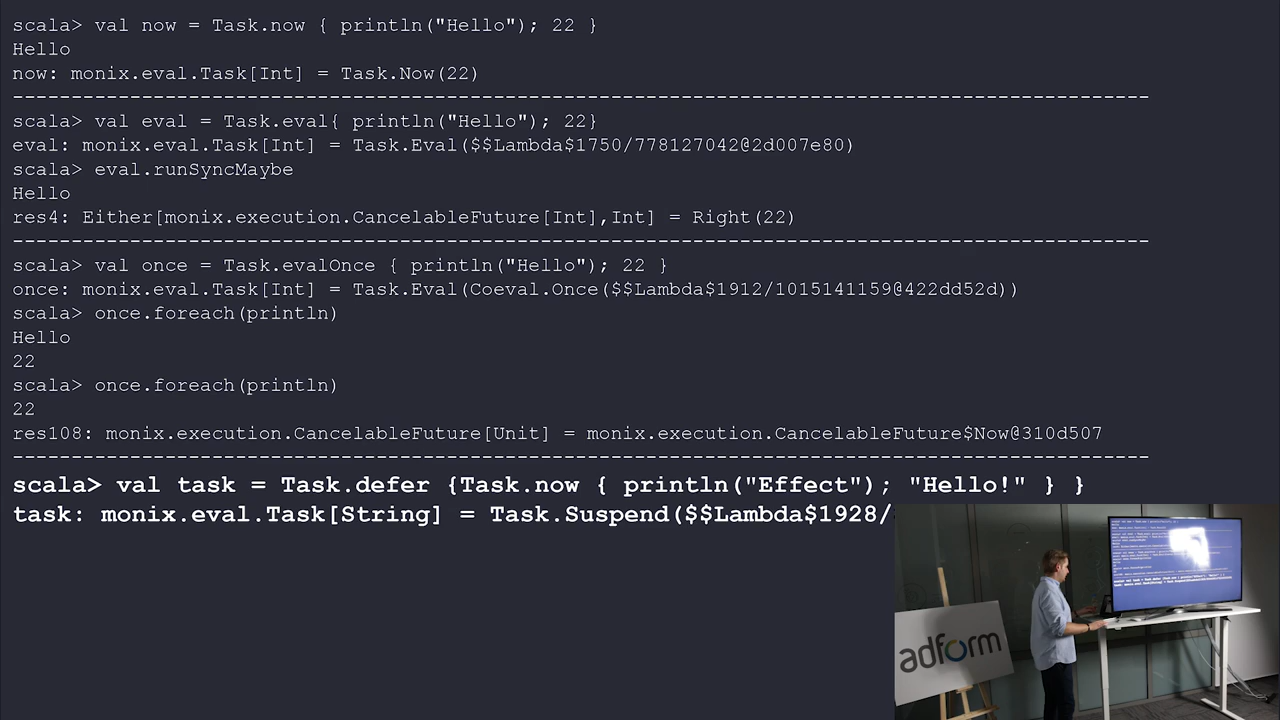 scala> val now = Task.now { println("Hello"); 22 }
Hello
now: monix.eval.Task[Int] = Task.Now(22)
-------------------------------------------------------------------------------------------------
scala> val eval = Task.eval{ println("Hello"); 22}
eval: monix.eval.Task[Int] = Task.Eval($$Lambda$1750/778127042@2d007e80)
scala> eval.runSyncMaybe
Hello
res4: Either[monix.execution.CancelableFuture[Int],Int] = Right(22)
-------------------------------------------------------------------------------------------------
scala> val once = Task.evalOnce { println("Hello"); 22 }
once: monix.eval.Task[Int] = Task.Eval(Coeval.Once($$Lambda$1912/1015141159@422dd52d))
scala> once.foreach(println)
Hello
22
scala> once.foreach(println)
22
res108: monix.execution.CancelableFuture[Unit] = monix.execution.CancelableFuture$Now@310d507
-------------------------------------------------------------------------------------------------
scala> val task = Task.defer {Task.now { println("Effect"); "Hello!" } }
task: monix.eval.Task[String] = Task.Suspend($$Lambda$1928/
adform